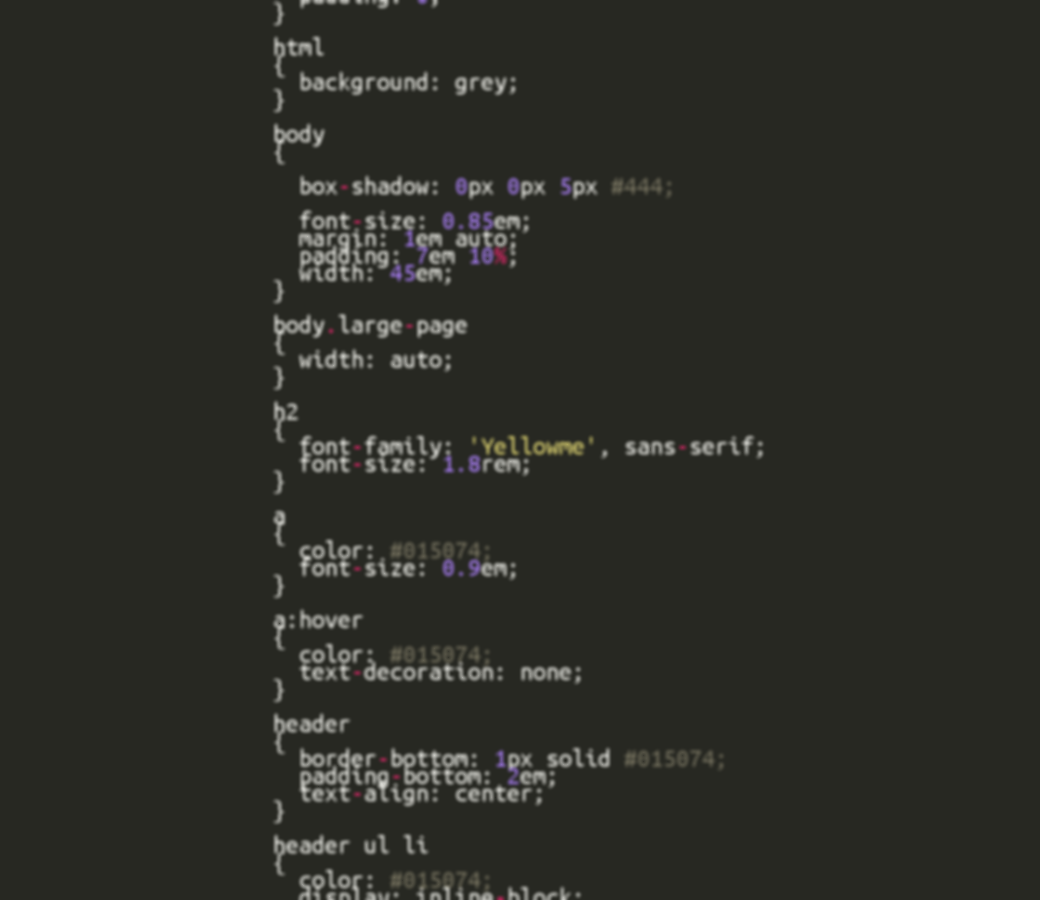 padding: 0;
}
html
{
background: grey;
}
body
{
box-shadow: 0px 0px 5px #444;
font-size: 0.85em;
margin: 1em auto;
padding: 7em 10%;
width: 45em;
}
body.large-page
{
width: auto;
}
h2
{
font-family: 'Yellowme', sans-serif;
font-size: 1.8rem;
}
a
{
color: #015074;
font-size: 0.9em;
}
a:hover
{
color: #015074;
text-decoration: none;
}
header
{
border-bottom: 1px solid #015074;
padding-bottom: 2em;
text-align: center;
}
header ul li
{
color: #015074;
display: inline-block;